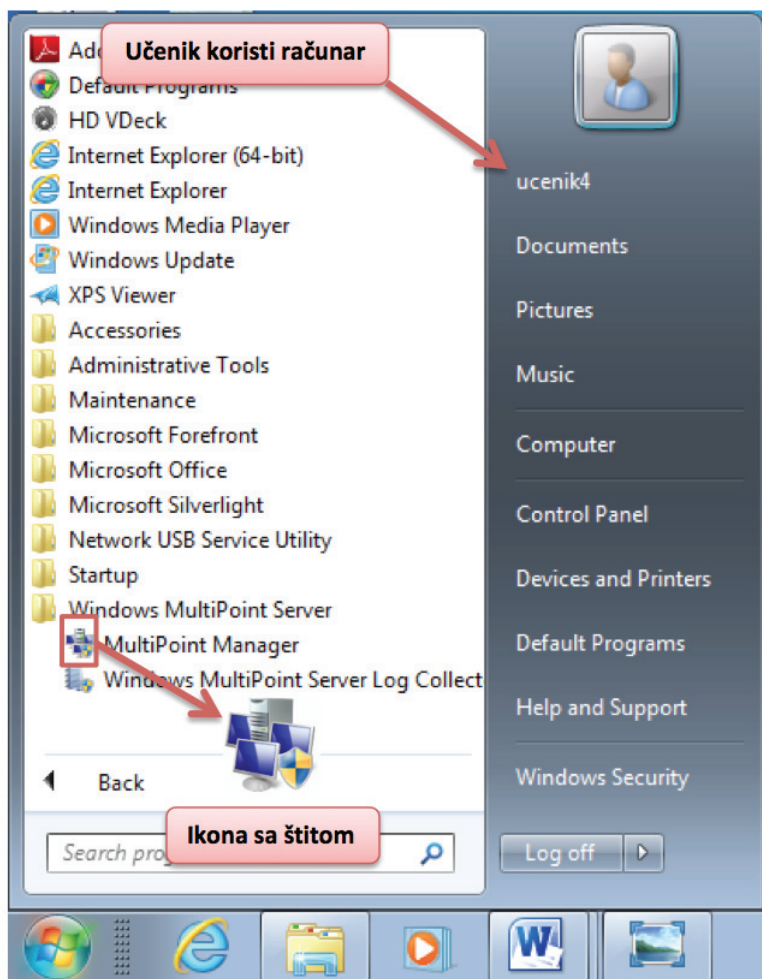 Učenik koristi računar
Default Programs
HD VDeck
Internet Explorer (64-bit)
Internet Explorer
Windows Media Player
Windows Update
XPS Viewer
Accessories
Administrative Tools
Maintenance
Microsoft Forefront
Microsoft Office
Microsoft Silverlight
Network USB Service Utility
Startup
Windows MultiPoint Server
MultiPoint Manager
Windows MultiPoint Server Log Collect
Back
Ikona sa štitom
Search
ucenik4
Documents
Pictures
Music
Computer
Control Panel
Devices and Printers
Default Programs
Help and Support
Windows Security
Log off